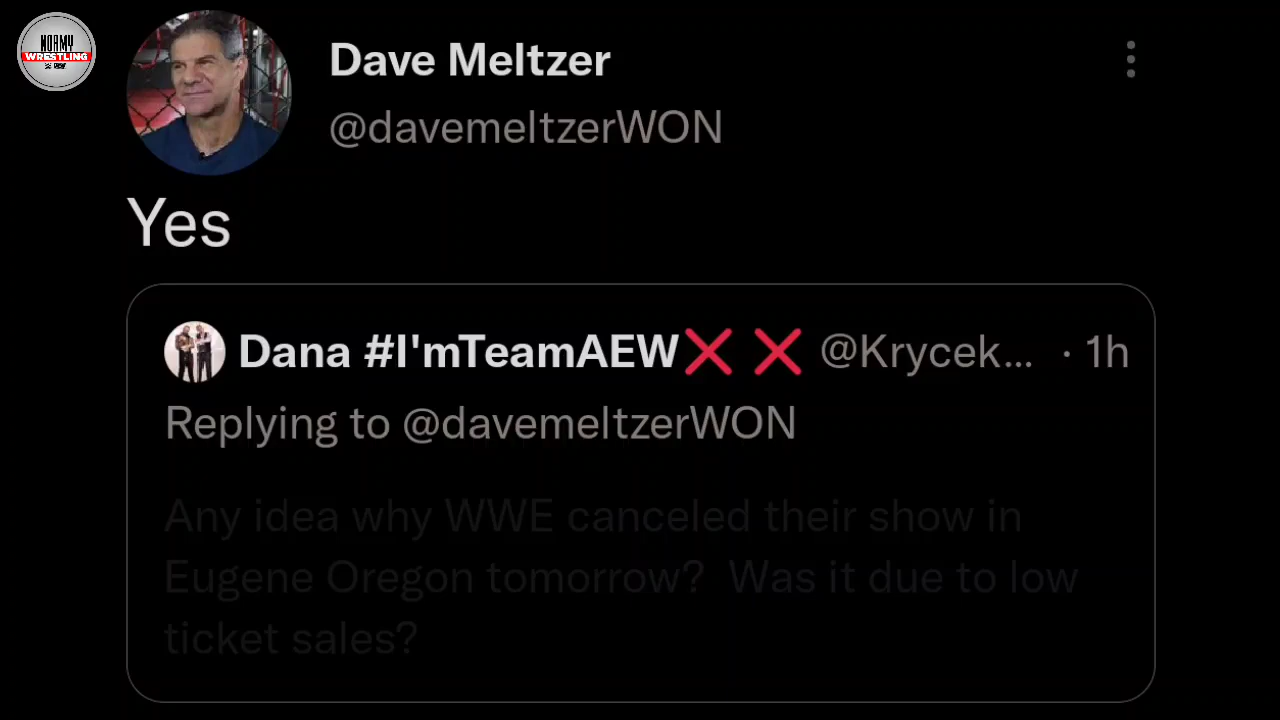 NORMY
WRESTLING
Dave Meltzer
@davemeltzerWON
Yes
Dana #I'mTeamAEW❌ ❌ @Krycek... · 1h
Replying to @davemeltzerWON
Any idea why WWE canceled their show in
Eugene Oregon tomorrow?  Was it due to low
ticket sales?